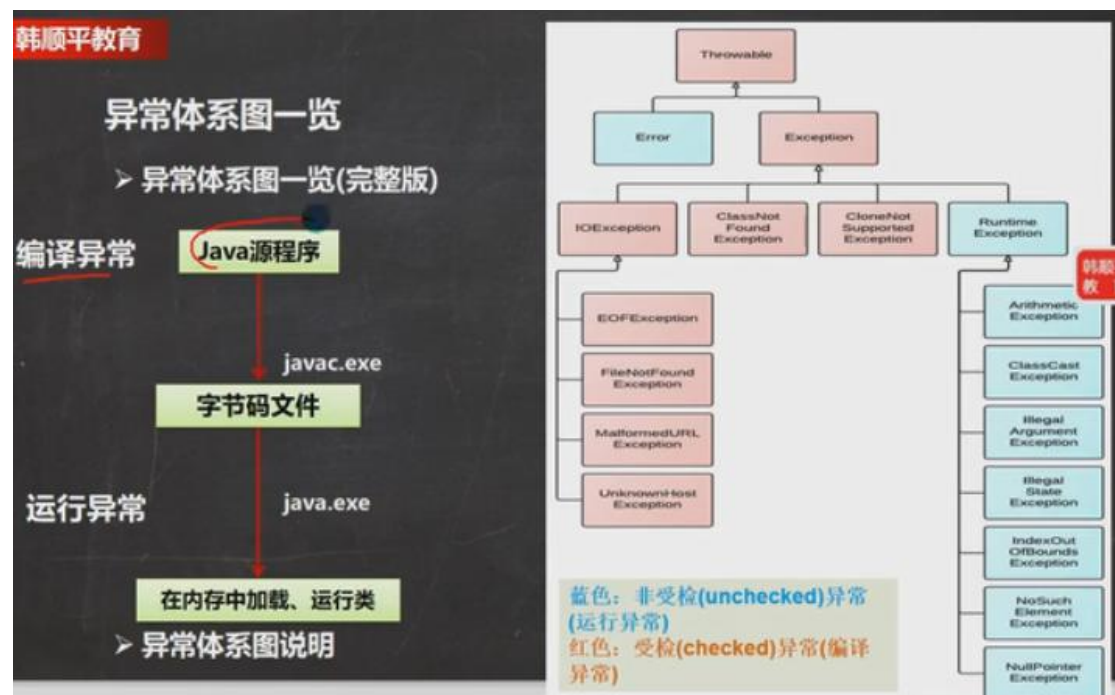 韩顺平教育
异常体系图一览
➢ 异常体系图一览(完整版)
编译异常
Java源程序
javac.exe
字节码文件
运行异常
java.exe
在内存中加载、运行类
➢ 异常体系图说明
Throwable
Error
Exception
IOException
ClassNot
Found
Exception
CloneNot
Supported
Exception
Runtime
Exception
EOFException
FileNotFound
Exception
MalformedURL
Exception
UnknownHost
Exception
韩顺
教
Arithmetic
Exception
ClassCast
Exception
Illegal
Argument
Exception
Illegal
State
Exception
IndexOut
OfBounds
Exception
NoSuch
Element
Exception
NullPointer
Exception
蓝色：非受检(unchecked)异常
(运行异常)
红色：受检(checked)异常(编译
异常)